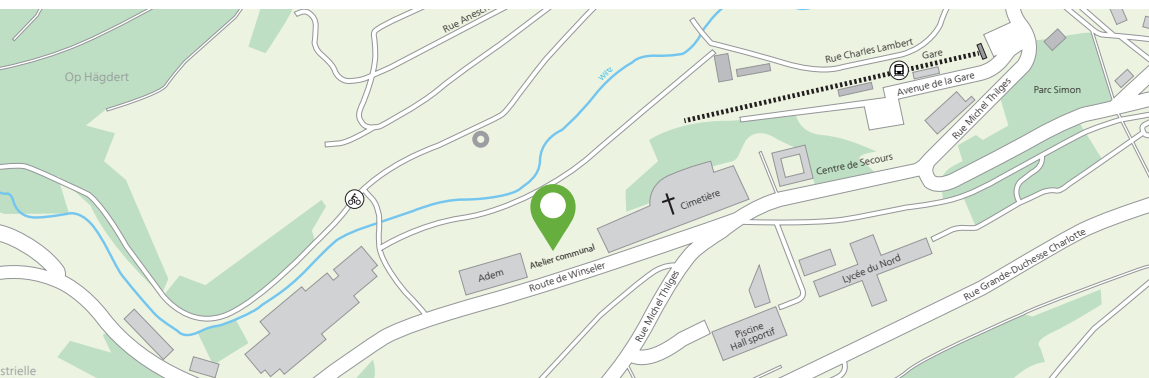 Rue Anesch
Op Hägdert
wire
Rue Charles Lambert
Gare
Avenue de la Gare
Rue Michel Thilges
Parc Simon
Centre de Secours
Cimetière
Atelier communal
Adem
Route de Winseler
Rue Michel Thilges
Lycée du Nord
Rue Grande-Duchesse Charlotte
Piscine
Hall sportif
strielle